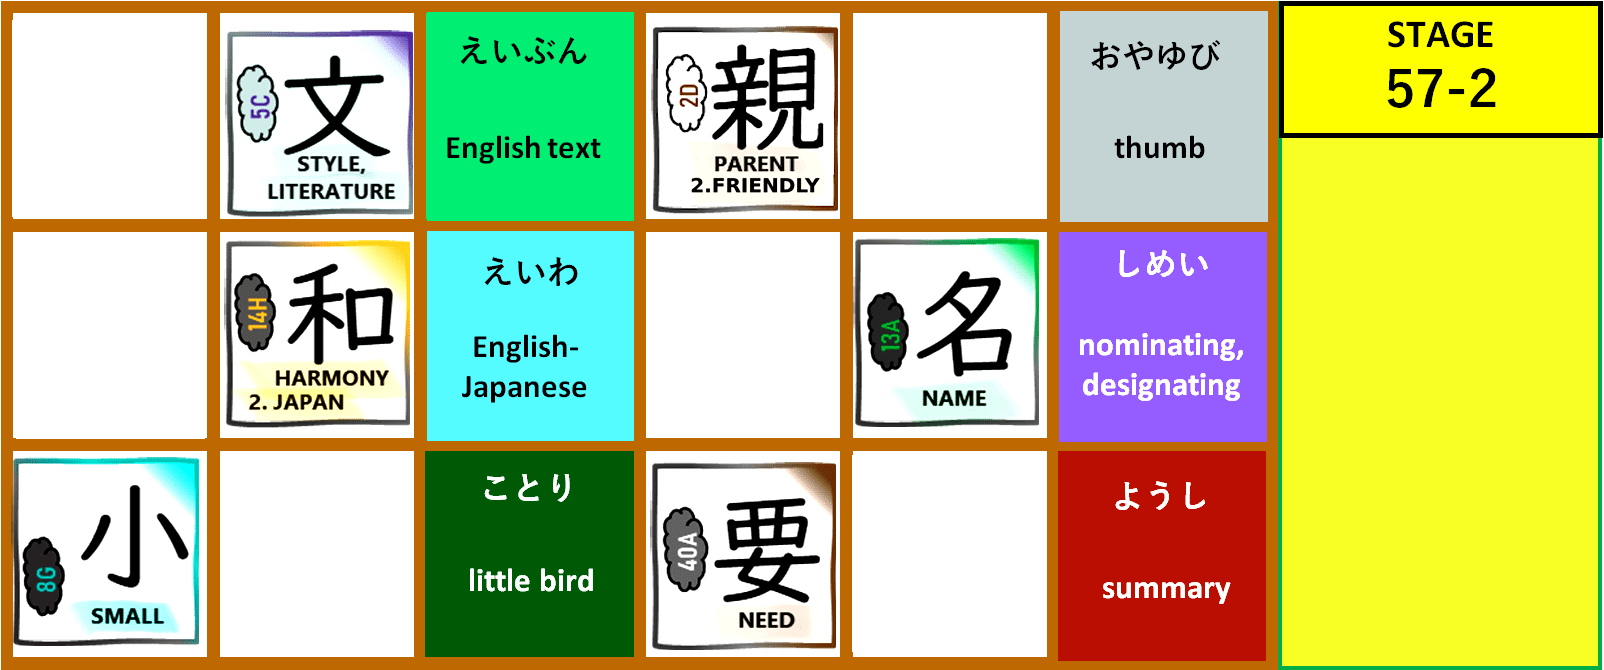 5C
文
STYLE,
LITERATURE
えいぶん
English text
2D
親
PARENT
2.FRIENDLY
おやゆび
thumb
STAGE
57-2
14H
和
HARMONY
2. JAPAN
えいわ
English-
Japanese
13A
名
NAME
しめい
nominating,
designating
8G
小
SMALL
ことり
little bird
40A
要
NEED
ようし
summary